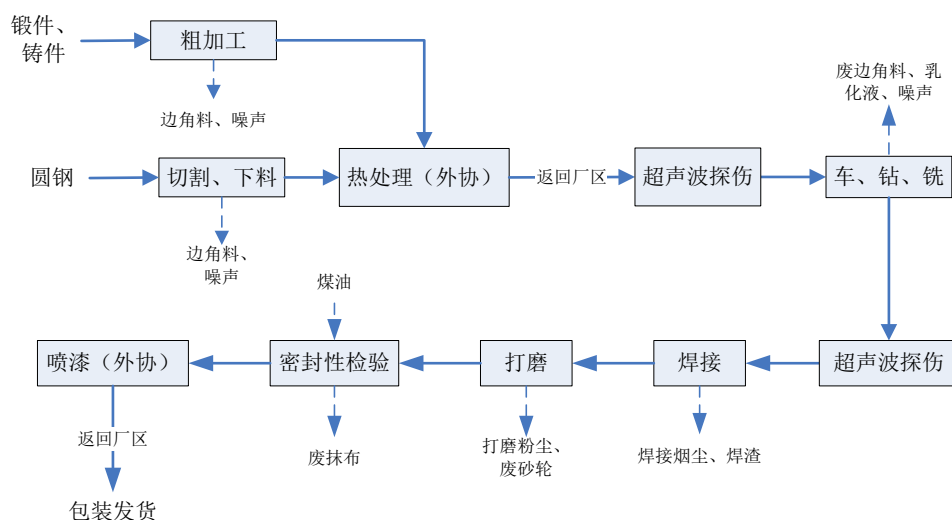 锻件、
铸件
粗加工
边角料、噪声
废边角料、乳
化液、噪声
圆钢
切割、下料
热处理（外协）
返回厂区
超声波探伤
车、钻、铣
边角料、
噪声
煤油
喷漆（外协）
密封性检验
打磨
焊接
超声波探伤
返回厂区
废抹布
打磨粉尘、
废砂轮
焊接烟尘、焊渣
包装发货